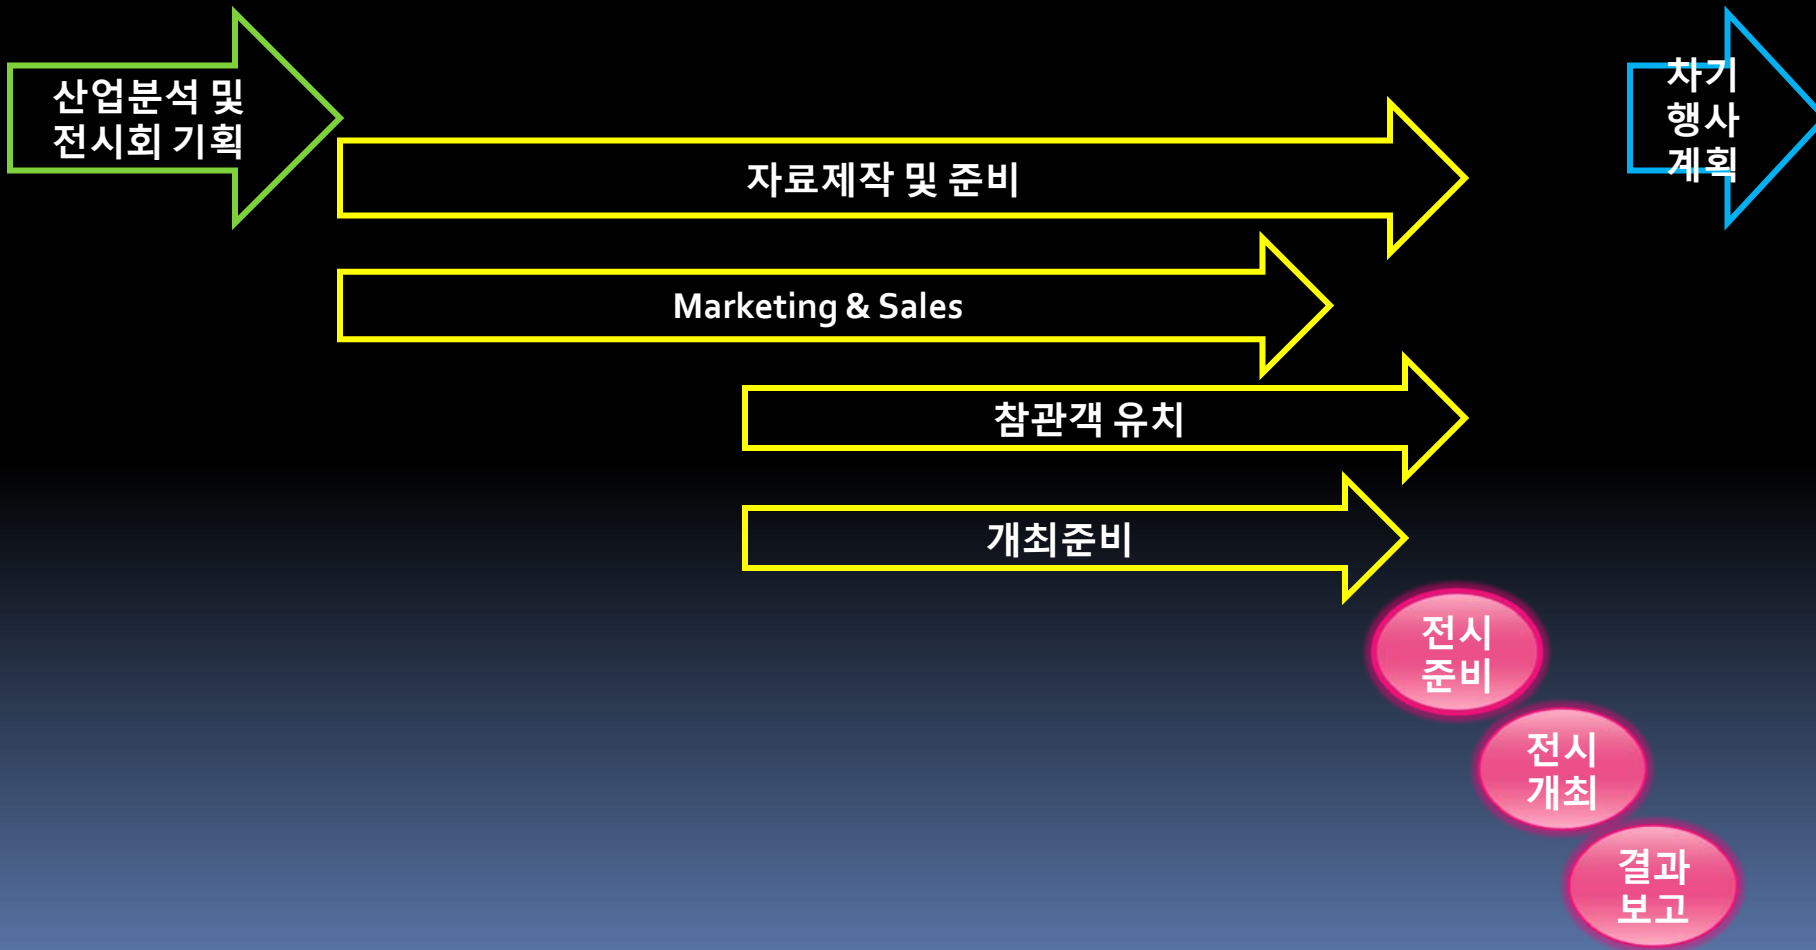 산업분석 및
전시회 기획
차기
행사
계획
자료제작 및 준비
Marketing & Sales
참관객 유치
개최준비
전시
준비
전시
개최
결과
보고